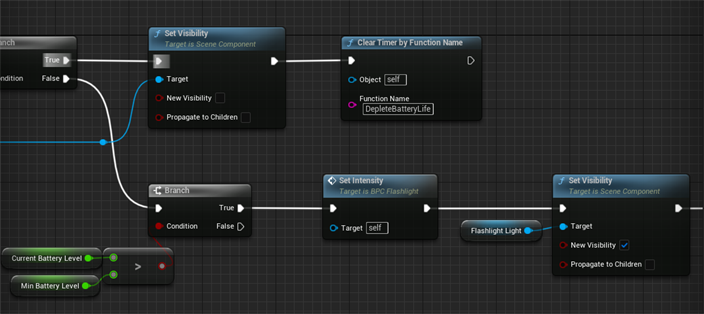 Branch
True
Condition
False
Set Visibility
Target is Scene Component
Target
New Visibility
Propagate to Children
Clear Timer by Function Name
Object
self
Function Name
DepleteBatteryLife
Branch
Condition
True
False
Current Battery Level
Min Battery Level
>
Set Intensity
Target is BPC Flashlight
Target
self
Flashlight Light
Set Visibility
Target is Scene Component
Target
New Visibility
Propagate to Children